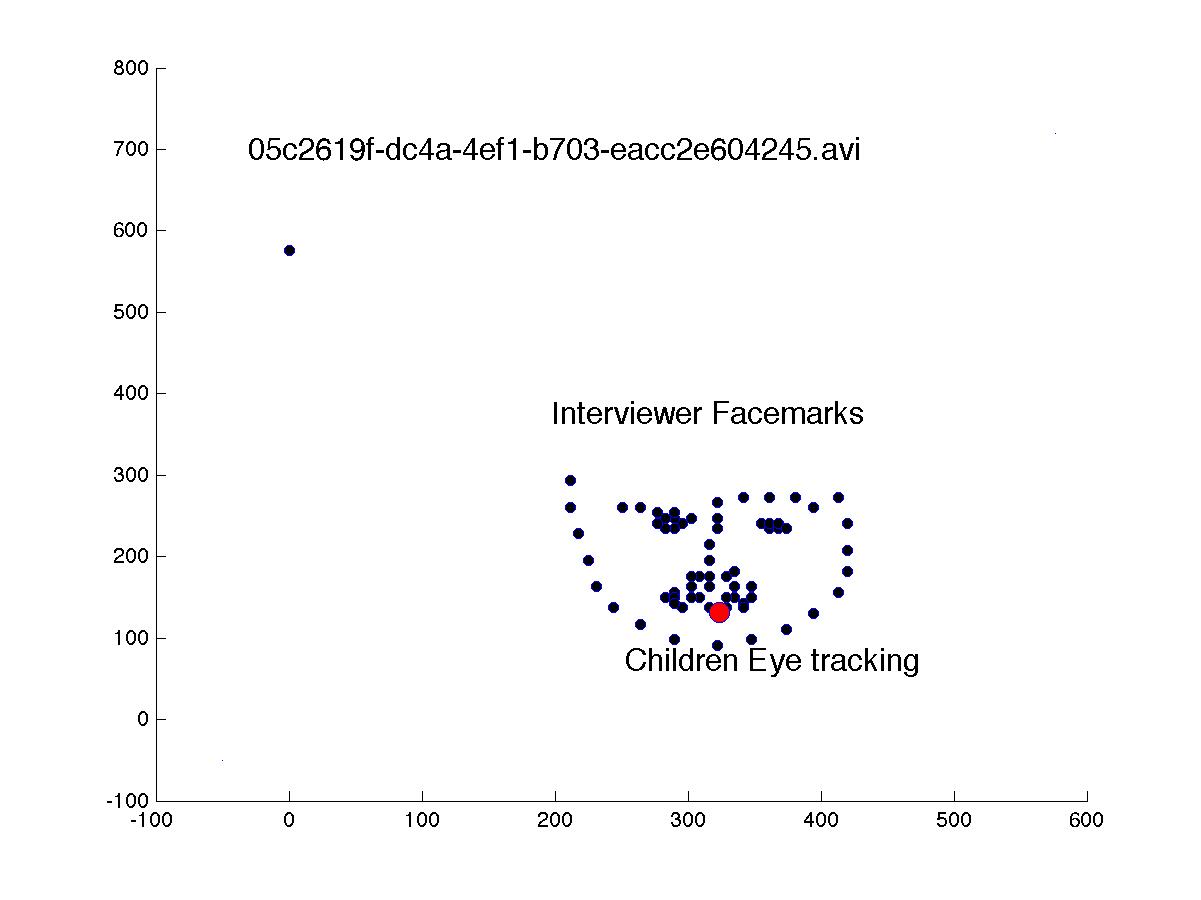 800
700
05c2619f-dc4a-4ef1-b703-eacc2e604245.avi
600
500
400
Interviewer Facemarks
300
200
100
Children Eye tracking
0
-100
-100 0 100 200 300 400 500 600